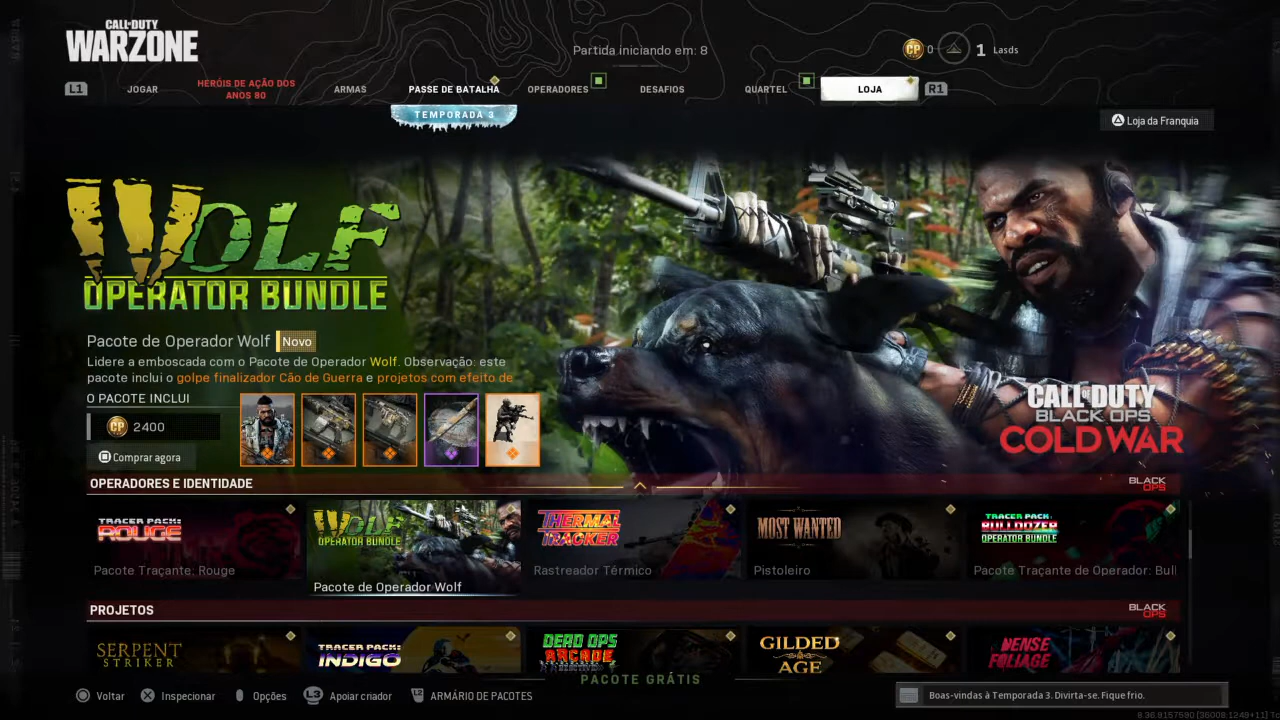 CALL OF DUTY
WARZONE
Partida iniciando em: 8
CP 0
1 Lasds
L1
JOGAR
HERÓIS DE AÇÃO DOS
ANOS 80
ARMAS
PASSE DE BATALHA
OPERADORES
DESAFIOS
QUARTEL
LOJA
R1
TEMPORADA 3
Loja da Franquia
WOLF
OPERATOR BUNDLE
Pacote de Operador Wolf Novo
Lidere a emboscada com o Pacote de Operador Wolf. Observação: este
pacote inclui o golpe finalizador Cão de Guerra e projetos com efeito de
O PACOTE INCLUI
CP 2400
Comprar agora
CALL OF DUTY
BLACK OPS
COLD WAR
OPERADORES E IDENTIDADE
BLACK
OPS
TRACER PACK:
ROUGE
Pacote Traçante: Rouge
WOLF
OPERATOR BUNDLE
Pacote de Operador Wolf
THERMAL
TRACKER
Rastreador Térmico
MOST WANTED
Pistoleiro
TRACER PACK:
BULLDOZER
OPERATOR BUNDLE
Pacote Traçante de Operador: Bull
PROJETOS
BLACK
OPS
SERPENT
STRIKER
TRACER PACK:
INDIGO
DEAD OPS
ARCADE
GILDED
AGE
DENSE
FOLIAGE
PACOTE GRÁTIS
Voltar
Inspecionar
Opções
L3 Apoiar criador
ARMÁRIO DE PACOTES
Boas-vindas à Temporada 3. Divirta-se. Fique frio.